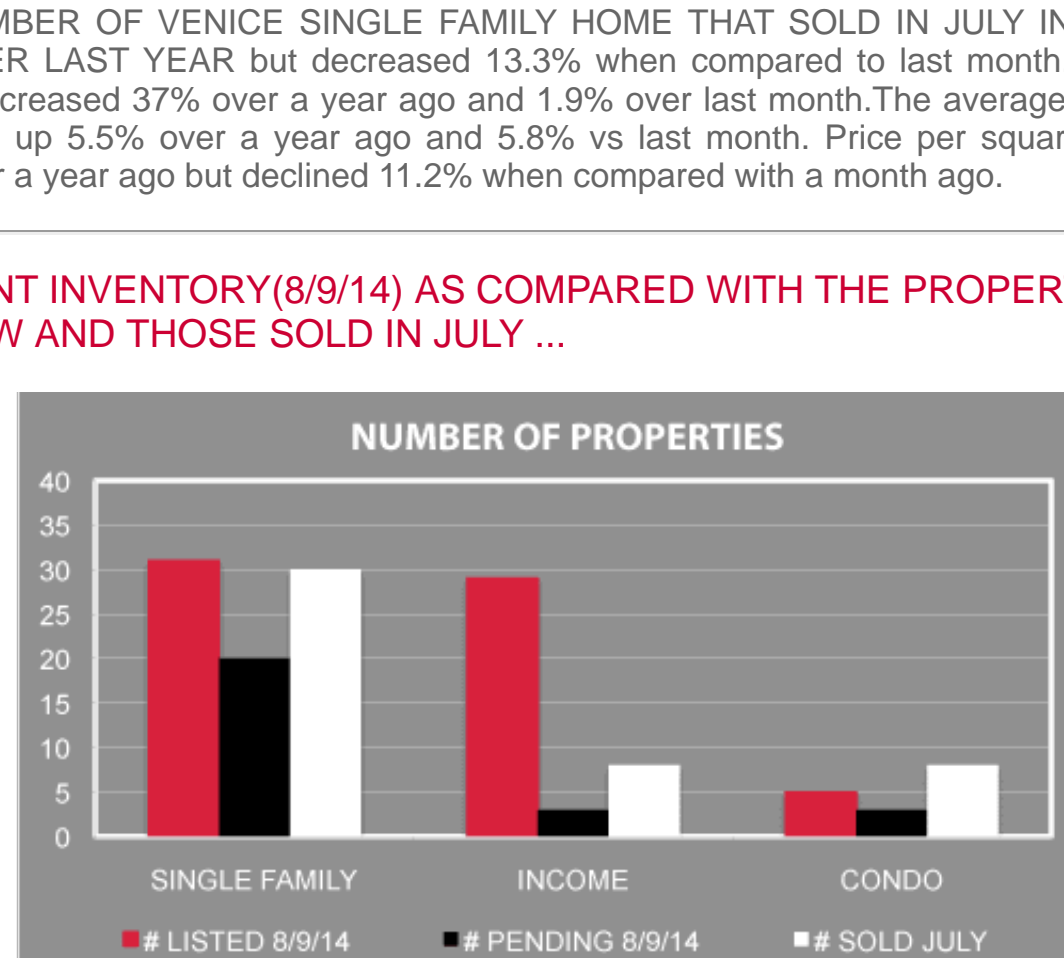 MBER OF VENICE SINGLE FAMILY HOME THAT SOLD IN JULY IN
ER LAST YEAR but decreased 13.3% when compared to last month
creased 37% over a year ago and 1.9% over last month.The average
up 5.5% over a year ago and 5.8% vs last month. Price per squar
r a year ago but declined 11.2% when compared with a month ago.
NT INVENTORY(8/9/14) AS COMPARED WITH THE PROPER
W AND THOSE SOLD IN JULY ...
NUMBER OF PROPERTIES
40
35
30
25
20
15
10
5
0
SINGLE FAMILY INCOME CONDO
# LISTED 8/9/14 # PENDING 8/9/14 # SOLD JULY